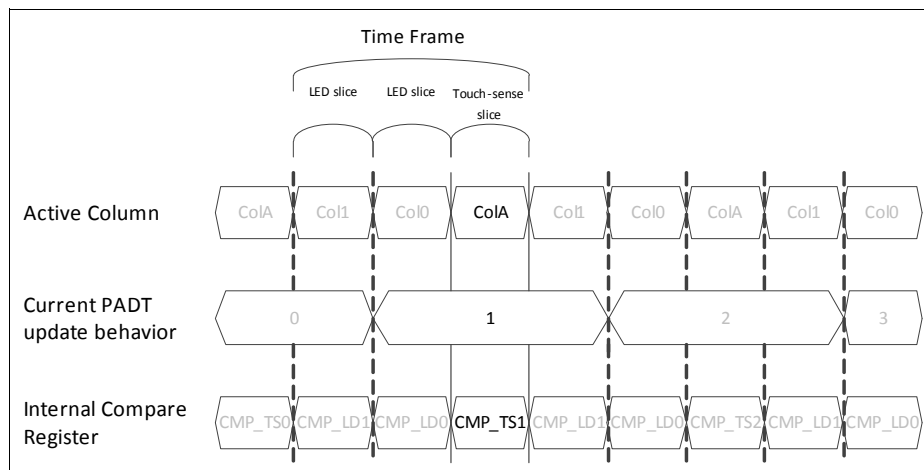 Time Frame
LED slice LED slice Touch-sense
slice
Active Column ColA Col1 Col0 ColA Col1 Col0 ColA Col1 Col0
Current PADT
update behavior 0 1 2 3
Internal Compare
Register CMP_TS0 CMP_LD1 CMP_LD0 CMP_TS1 CMP_LD1 CMP_LD0 CMP_TS2 CMP_LD1 CMP_LD0